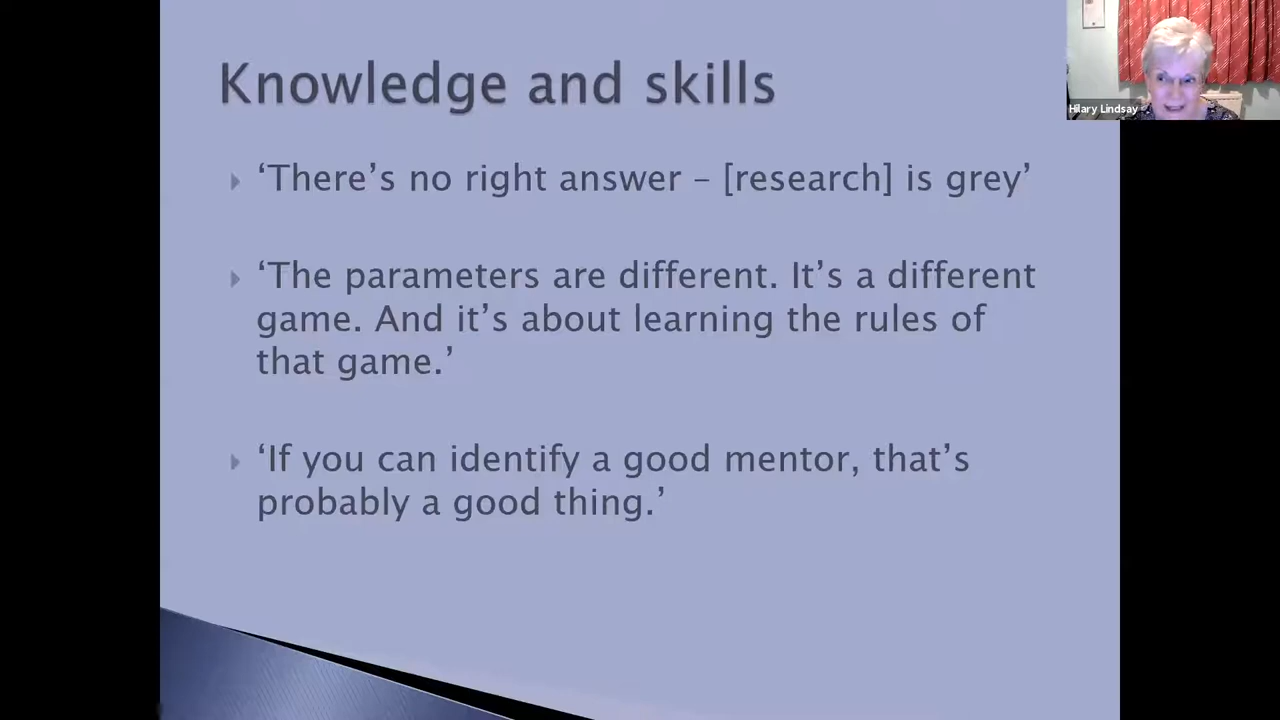 Knowledge and skills
‘There’s no right answer – [research] is grey’
‘The parameters are different. It’s a different
game. And it’s about learning the rules of
that game.’
‘If you can identify a good mentor, that’s
probably a good thing.’
Hilary Lindsay